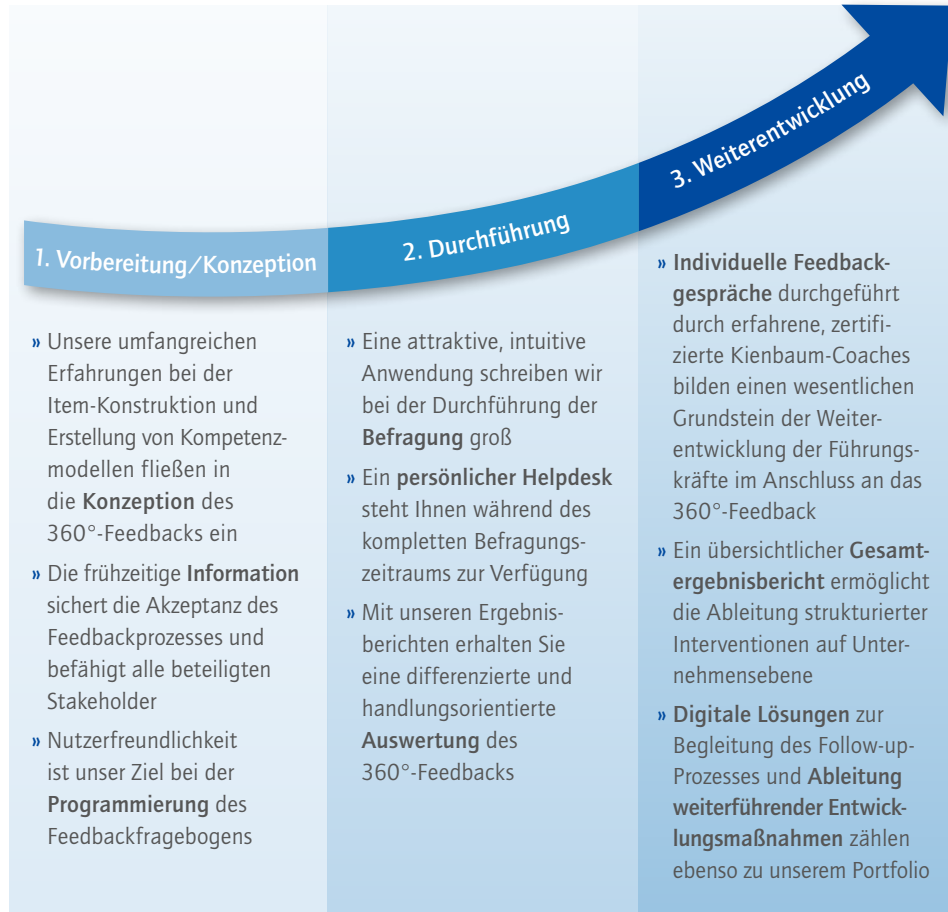 1. Vorbereitung/Konzeption
» Unsere umfangreichen
Erfahrungen bei der
Item-Konstruktion und
Erstellung von Kompetenz-
modellen fließen in
die Konzeption des
360°-Feedbacks ein
» Die frühzeitige Information
sichert die Akzeptanz des
Feedbackprozesses und
befähigt alle beteiligten
Stakeholder
» Nutzerfreundlichkeit
ist unser Ziel bei der
Programmierung des
Feedbackfragebogens
2. Durchführung
» Eine attraktive, intuitive
Anwendung schreiben wir
bei der Durchführung der
Befragung groß
» Ein persönlicher Helpdesk
steht Ihnen während des
kompletten Befragungs-
zeitraums zur Verfügung
» Mit unseren Ergebnis-
berichten erhalten Sie
eine differenzierte und
handlungsorientierte
Auswertung des
360°-Feedbacks
3. Weiterentwicklung
» Individuelle Feedback-
gespräche durchgeführt
durch erfahrene, zertifi-
zierte Kienbaum-Coaches
bilden einen wesentlichen
Grundstein der Weiter-
entwicklung der Führungs-
kräfte im Anschluss an das
360°-Feedback
» Ein übersichtlicher Gesamt-
ergebnisbericht ermöglicht
die Ableitung strukturierter
Interventionen auf Unter-
nehmensebene
» Digitale Lösungen zur
Begleitung des Follow-up-
Prozesses und Ableitung
weiterführender Entwick-
lungsmaßnahmen zählen
ebenso zu unserem Portfolio